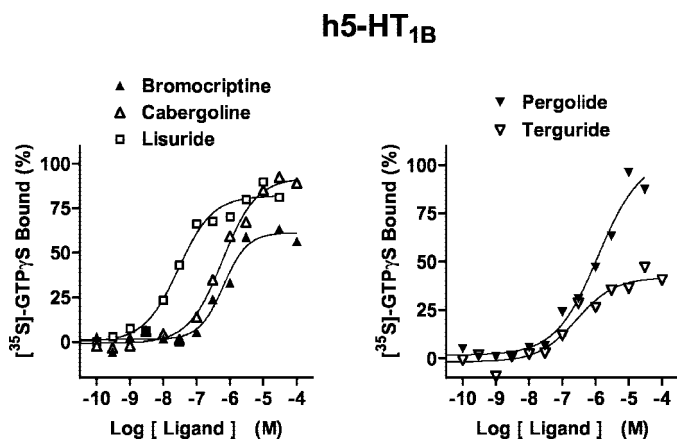 h5-HT1B
Bromocriptine
Cabergoline
Lisuride
[35S]-GTPγS Bound (%)
100
75
50
25
0
-10 -9 -8 -7 -6 -5 -4
Log [ Ligand ] (M)
Pergolide
Terguride
[35S]-GTPγS Bound (%)
100
75
50
25
0
-10 -9 -8 -7 -6 -5 -4
Log [ Ligand ] (M)